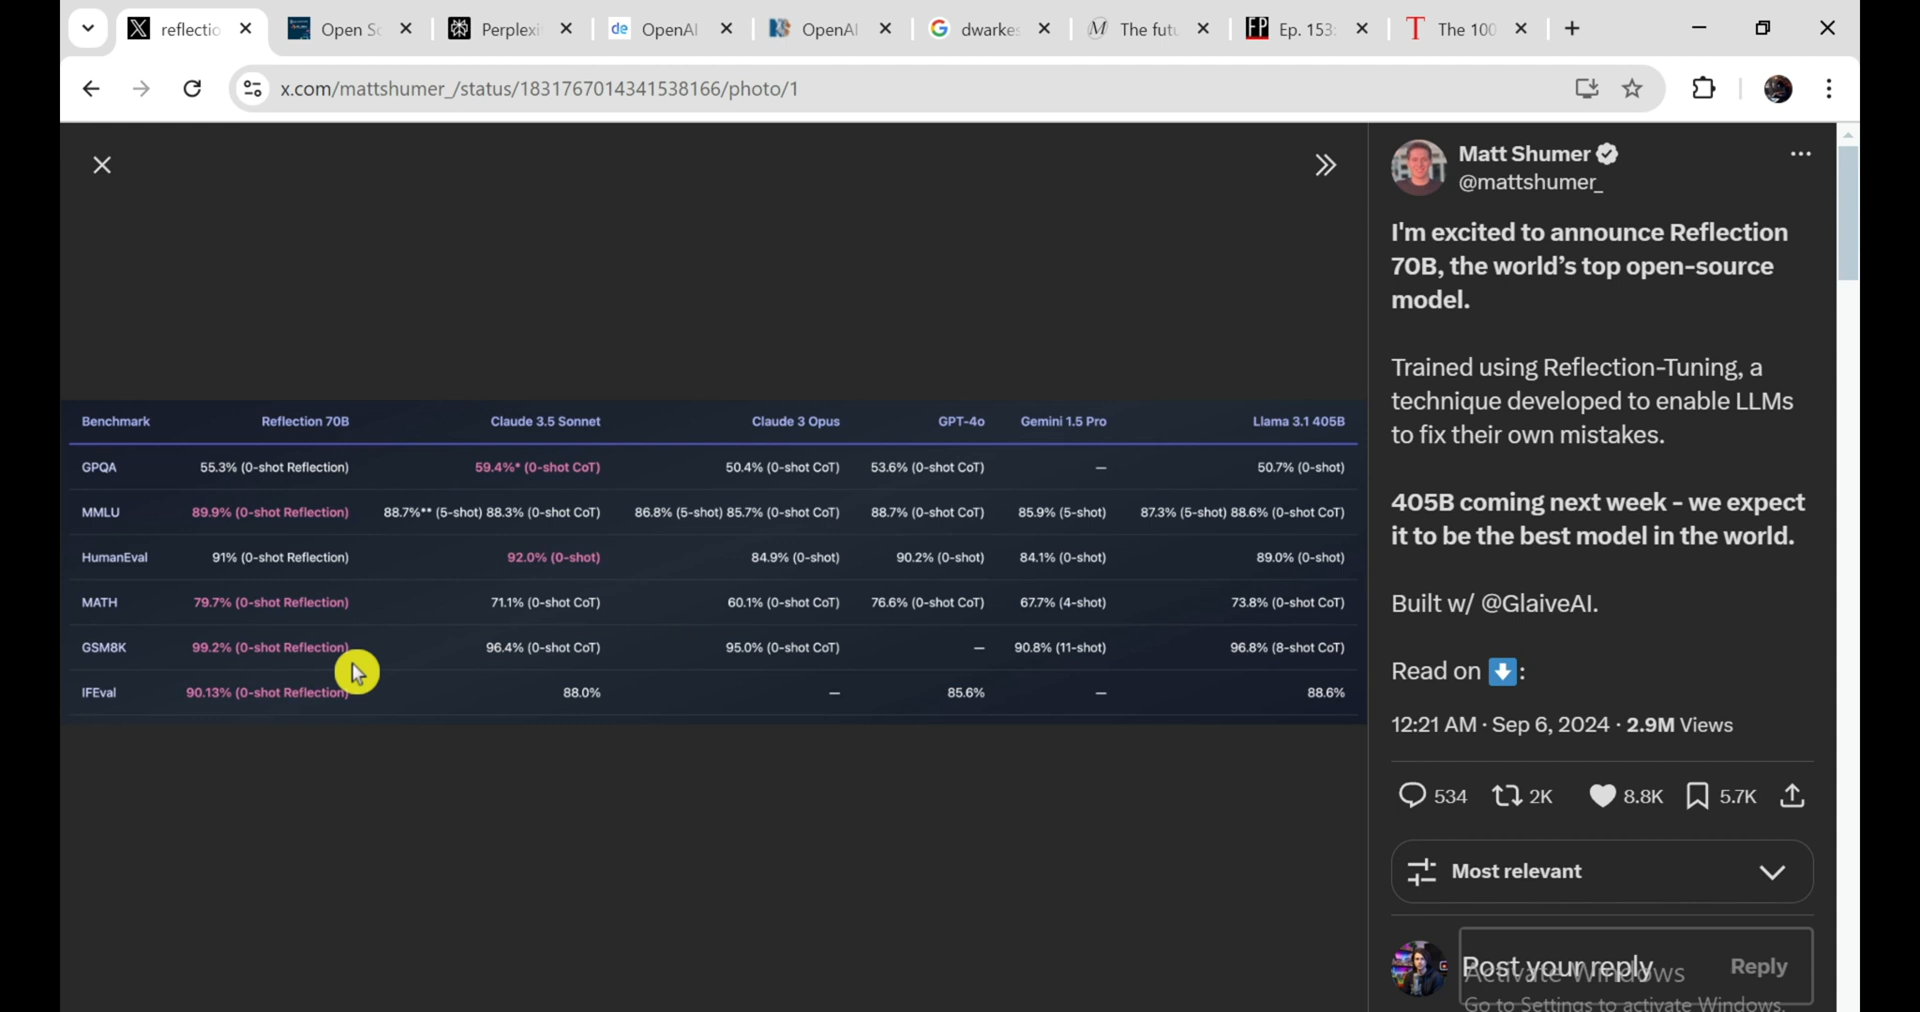 reflectio
Open So
Perplexi
OpenAI
OpenAI
dwarkes
The futu
Ep. 153:
The 100
x.com/mattshumer_/status/1831767014341538166/photo/1
Matt Shumer
@mattshumer_
I'm excited to announce Reflection
70B, the world's top open-source
model.
Trained using Reflection-Tuning, a
technique developed to enable LLMs
to fix their own mistakes.
405B coming next week - we expect
it to be the best model in the world.
Built w/ @GlaiveAI.
Read on ⬇️:
12:21 AM · Sep 6, 2024 · 2.9M Views
534 2K 8.8K 5.7K
Most relevant
Post your reply Reply
Activate Windows
Go to Settings to activate Windows.
Benchmark Reflection 70B Claude 3.5 Sonnet Claude 3 Opus GPT-4o Gemini 1.5 Pro Llama 3.1 405B
GPQA 55.3% (0-shot Reflection) 59.4%* (0-shot CoT) 50.4% (0-shot CoT) 53.6% (0-shot CoT) — 50.7% (0-shot)
MMLU 89.9% (0-shot Reflection) 88.7%** (5-shot) 88.3% (0-shot CoT) 86.8% (5-shot) 85.7% (0-shot CoT) 88.7% (0-shot CoT) 85.9% (5-shot) 87.3% (5-shot) 88.6% (0-shot CoT)
HumanEval 91% (0-shot Reflection) 92.0% (0-shot) 84.9% (0-shot) 90.2% (0-shot) 84.1% (0-shot) 89.0% (0-shot)
MATH 79.7% (0-shot Reflection) 71.1% (0-shot CoT) 60.1% (0-shot CoT) 76.6% (0-shot CoT) 67.7% (4-shot) 73.8% (0-shot CoT)
GSM8K 99.2% (0-shot Reflection) 96.4% (0-shot CoT) 95.0% (0-shot CoT) — 90.8% (11-shot) 96.8% (8-shot CoT)
IFEval 90.13% (0-shot Reflection) 88.0% — 85.6% — 88.6%